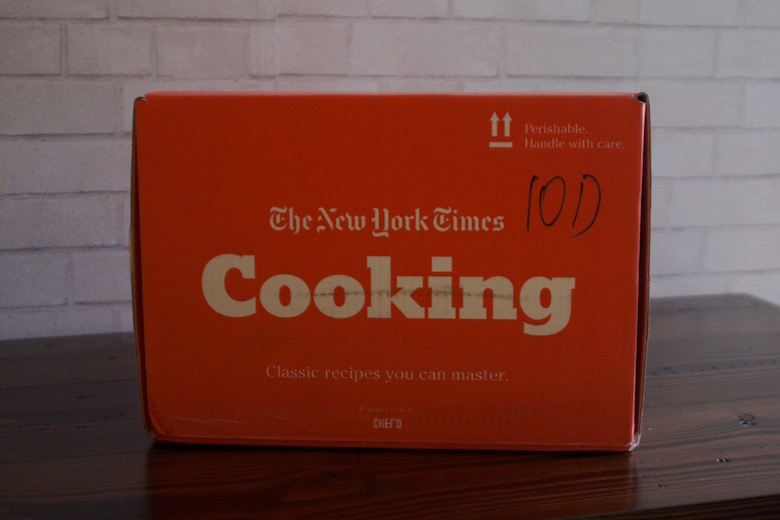 Perishable.
Handle with care.
10D
The New York Times
Cooking
Classic recipes you can master.
CHEF'D